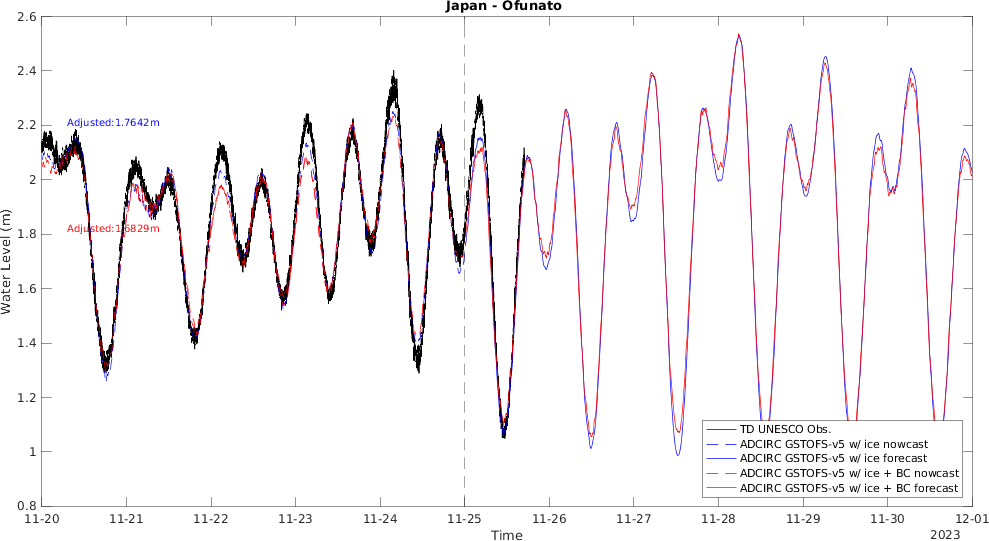 Japan - Ofunato
2.6
2.4
2.2
2
1.8
1.6
1.4
1.2
1
0.8
Water Level (m)
Adjusted:1.7642m
Adjusted:1.6829m
TD UNESCO Obs.
ADCIRC GSTOFS-v5 w/ ice nowcast
ADCIRC GSTOFS-v5 w/ ice forecast
ADCIRC GSTOFS-v5 w/ ice + BC nowcast
ADCIRC GSTOFS-v5 w/ ice + BC forecast
11-20 11-21 11-22 11-23 11-24 11-25 11-26 11-27 11-28 11-29 11-30 12-01
Time
2023